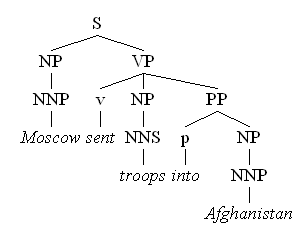 S
NP VP
NNP v NP PP
Moscow sent NNS p NP
troops into NNP
Afghanistan